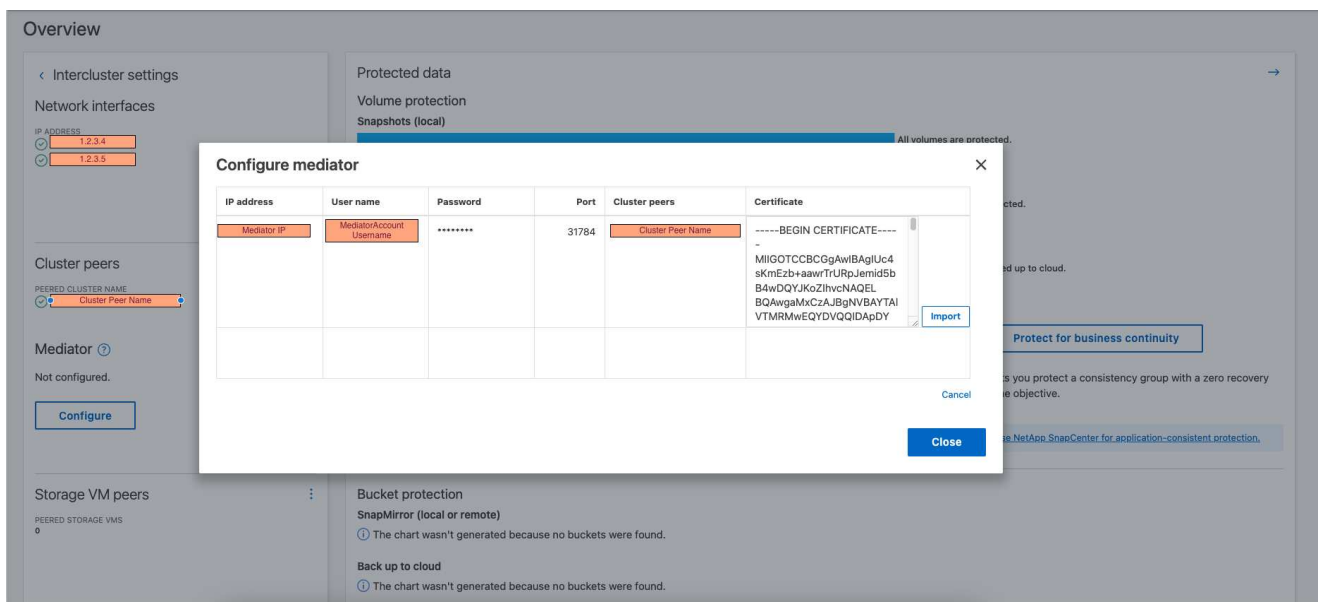 Overview
Intercluster settings
Network interfaces
IP ADDRESS
1.2.3.4
1.2.3.5
Cluster peers
PEERED CLUSTER NAME
Cluster Peer Name
Mediator
Not configured.
Configure
Storage VM peers
PEERED STORAGE VMS
0
Protected data
Volume protection
Snapshots (local)
All volumes are protected.
cted.
ed up to cloud.
Protect for business continuity
s you protect a consistency group with a zero recovery
e objective.
se NetApp SnapCenter for application-consistent protection.
Configure mediator
IP address User name Password Port Cluster peers Certificate
Mediator IP
MediatorAccount
Username
********
31784
Cluster Peer Name
-----BEGIN CERTIFICATE----
-
MIIGOTCCBCGgAwIBAgIUc4
sKmEzb+aawrTrURpJemid5b
B4wDQYJKoZIhvcNAQEL
BQAwgaMxCzAJBgNVBAYTAl
VTMRMwEQYDVQQIDApDY
Import
Cancel
Close
Bucket protection
SnapMirror (local or remote)
The chart wasn't generated because no buckets were found.
Back up to cloud
The chart wasn't generated because no buckets were found.